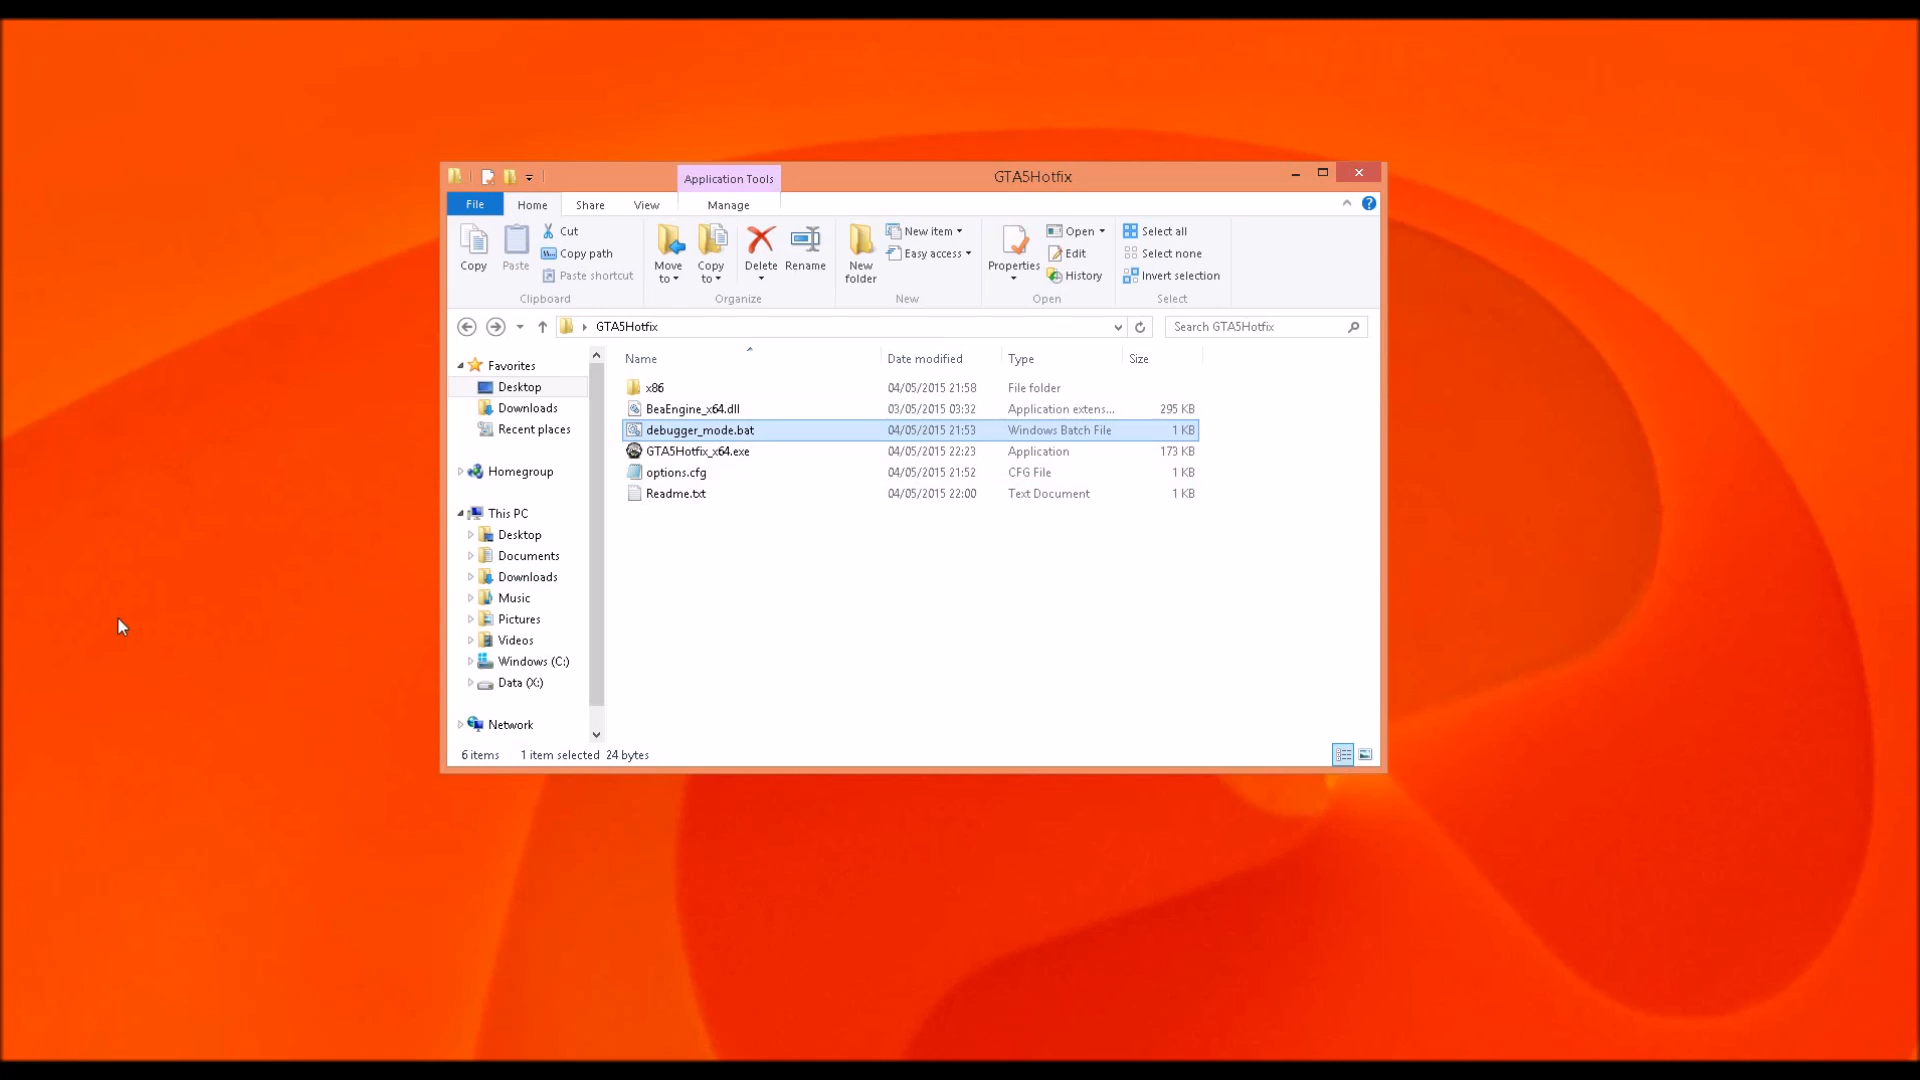 Application Tools
GTA5Hotfix
File
Home
Share
View
Manage
Copy
Paste
Cut
Copy path
Paste shortcut
Clipboard
Move to
Copy to
Delete
Rename
Organize
New folder
New item
Easy access
New
Properties
Open
Edit
History
Open
Select all
Select none
Invert selection
Select
GTA5Hotfix
Search GTA5Hotfix
Favorites
Desktop
Downloads
Recent places
Homegroup
This PC
Desktop
Documents
Downloads
Music
Pictures
Videos
Windows (C:)
Data (X:)
Network
Name Date modified Type Size
x86 04/05/2015 21:58 File folder
BeaEngine_x64.dll 03/05/2015 03:32 Application extens... 295 KB
debugger_mode.bat 04/05/2015 21:53 Windows Batch File 1 KB
GTA5Hotfix_x64.exe 04/05/2015 22:23 Application 173 KB
options.cfg 04/05/2015 21:52 CFG File 1 KB
Readme.txt 04/05/2015 22:00 Text Document 1 KB
6 items 1 item selected 24 bytes